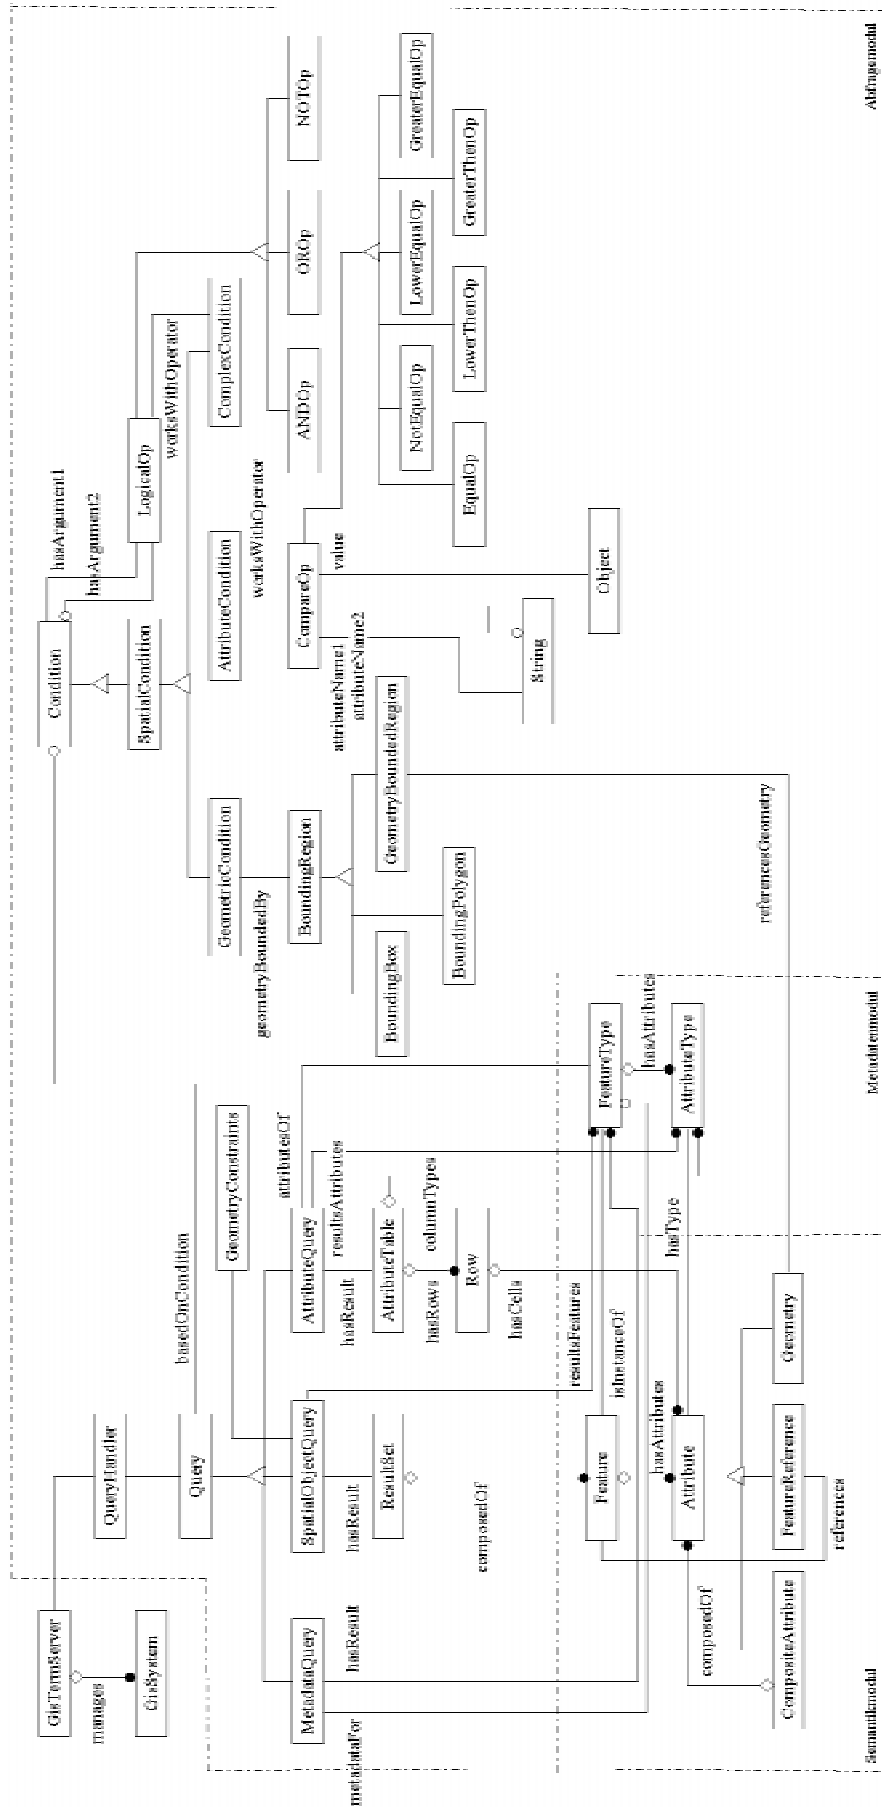 GisTermServer
manages
GisSystem
QueryHandler
Query
basedOnCondition
Condition
hasArgument1
hasArgument2
SpatialCondition
LogicalOp
worksWithOperator
GeometricCondition
AttributeCondition
ComplexCondition
GeometryConstraints
geometryBoundedBy
worksWithOperator
MetadataQuery
SpatialObjectQuery
AttributeQuery
attributesOf
resultsAttributes
BoundingRegion
CompareOp
value
ANDOp
OROp
NOTOp
metadataFor
hasResult
hasResult
hasResult
ResultSet
AttributeTable
columnTypes
hasRows
Row
hasCells
composedOf
BoundingBox
BoundingPolygon
GeometryBoundedRegion
attributeName1
attributeName2
String
Object
NotEqualOp
LowerEqualOp
GreaterEqualOp
EqualOp
LowerThenOp
GreaterThenOp
resultsFeatures
isInstanceOf
Feature
FeatureType
hasAttributes
hasAttributes
hasType
Attribute
AttributeType
composedOf
CompositeAttribute
FeatureReference
references
Geometry
referencesGeometry
Semantikmodul
Metadatenmodul
Abfragemodul